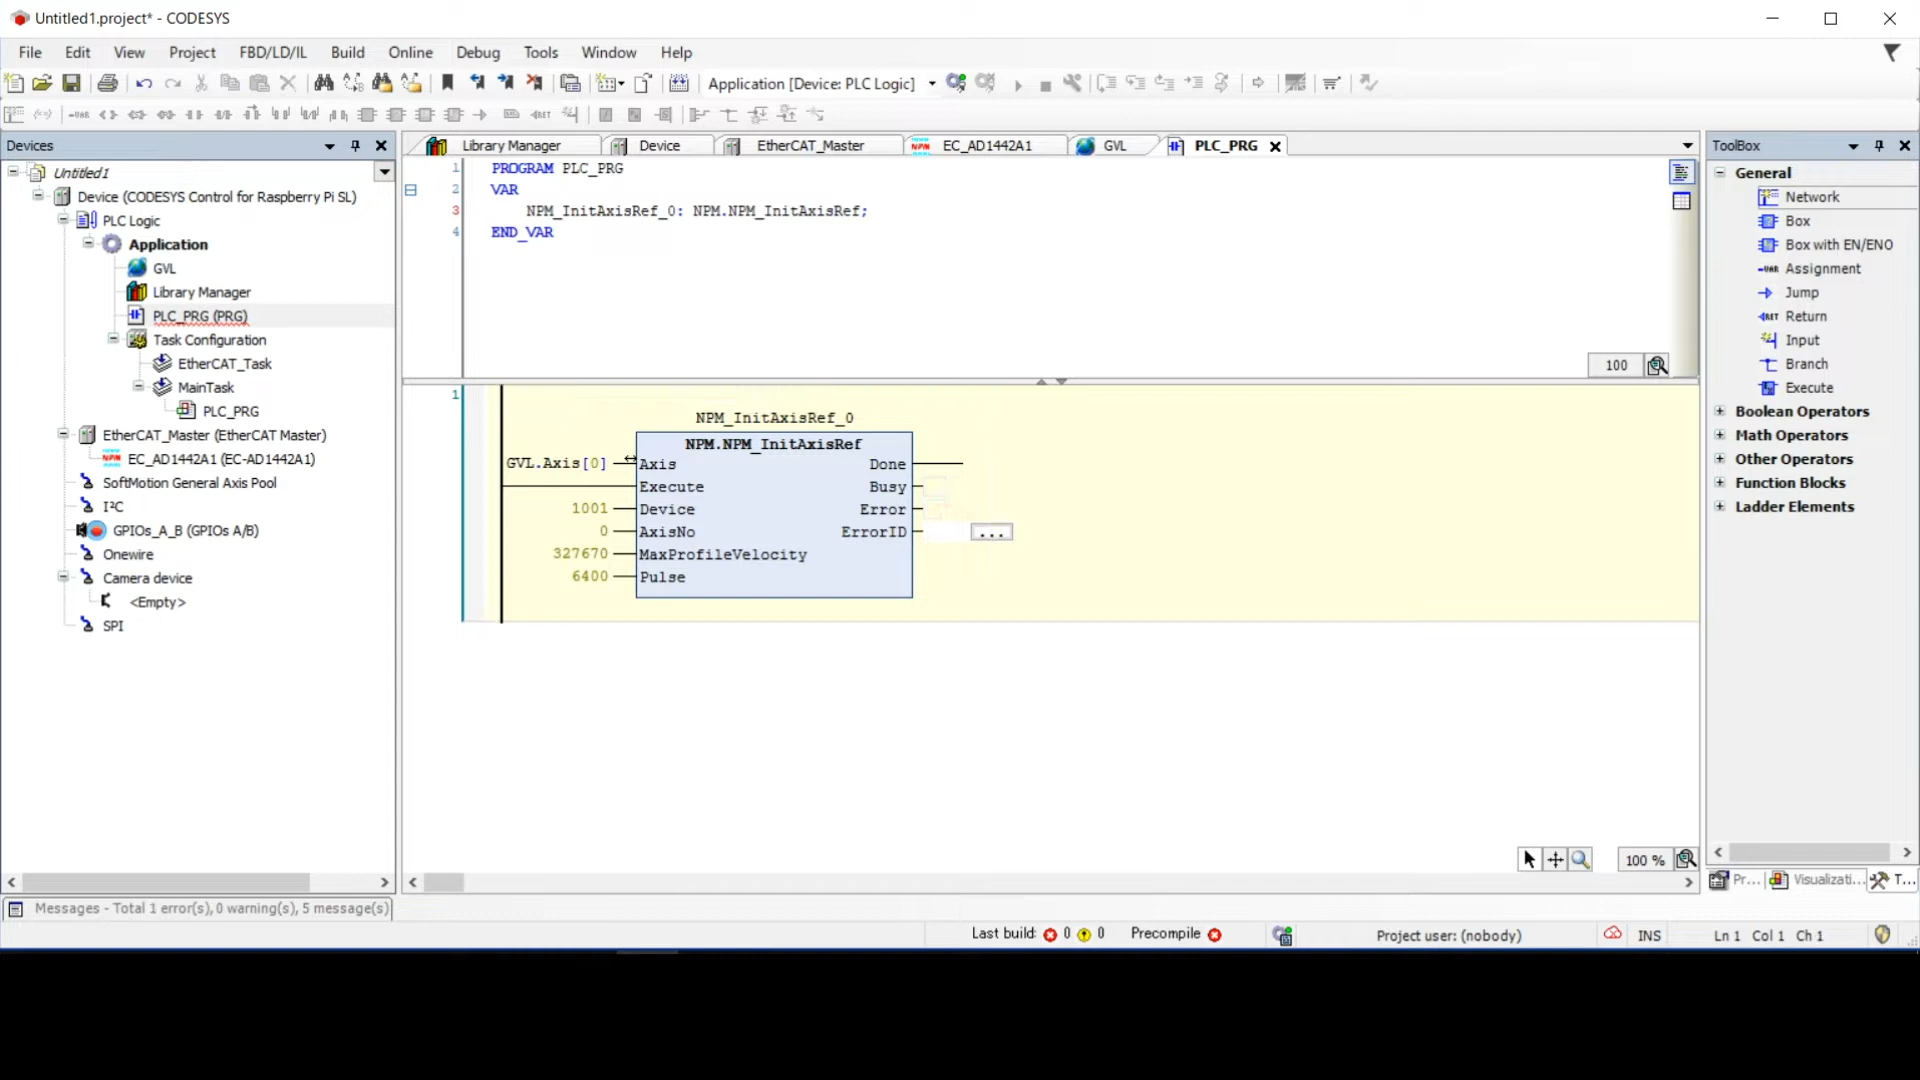 Untitled1.project* - CODESYS
File Edit View Project FBD/LD/IL Build Online Debug Tools Window Help
Application [Device: PLC Logic]
Devices
Untitled1
Device (CODESYS Control for Raspberry Pi SL)
PLC Logic
Application
GVL
Library Manager
PLC_PRG (PRG)
Task Configuration
EtherCAT_Task
MainTask
PLC_PRG
EtherCAT_Master (EtherCAT Master)
EC_AD1442A1 (EC-AD1442A1)
SoftMotion General Axis Pool
I²C
GPIOs_A_B (GPIOs A/B)
Onewire
Camera device
<Empty>
SPI
Library Manager Device EtherCAT_Master EC_AD1442A1 GVL PLC_PRG
1 PROGRAM PLC_PRG
2 VAR
3 NPM_InitAxisRef_0: NPM.NPM_InitAxisRef;
4 END_VAR
100
1
NPM_InitAxisRef_0
NPM.NPM_InitAxisRef
GVL.Axis[0] Axis Done
Execute Busy
1001 Device Error
0 AxisNo ErrorID ...
327670 MaxProfileVelocity
6400 Pulse
100 %
ToolBox
General
Network
Box
Box with EN/ENO
Assignment
Jump
Return
Input
Branch
Execute
Boolean Operators
Math Operators
Other Operators
Function Blocks
Ladder Elements
Pr... Visualizati... T...
Messages - Total 1 error(s), 0 warning(s), 5 message(s)
Last build: 0 0 Precompile Project user: (nobody) INS Ln 1 Col 1 Ch 1